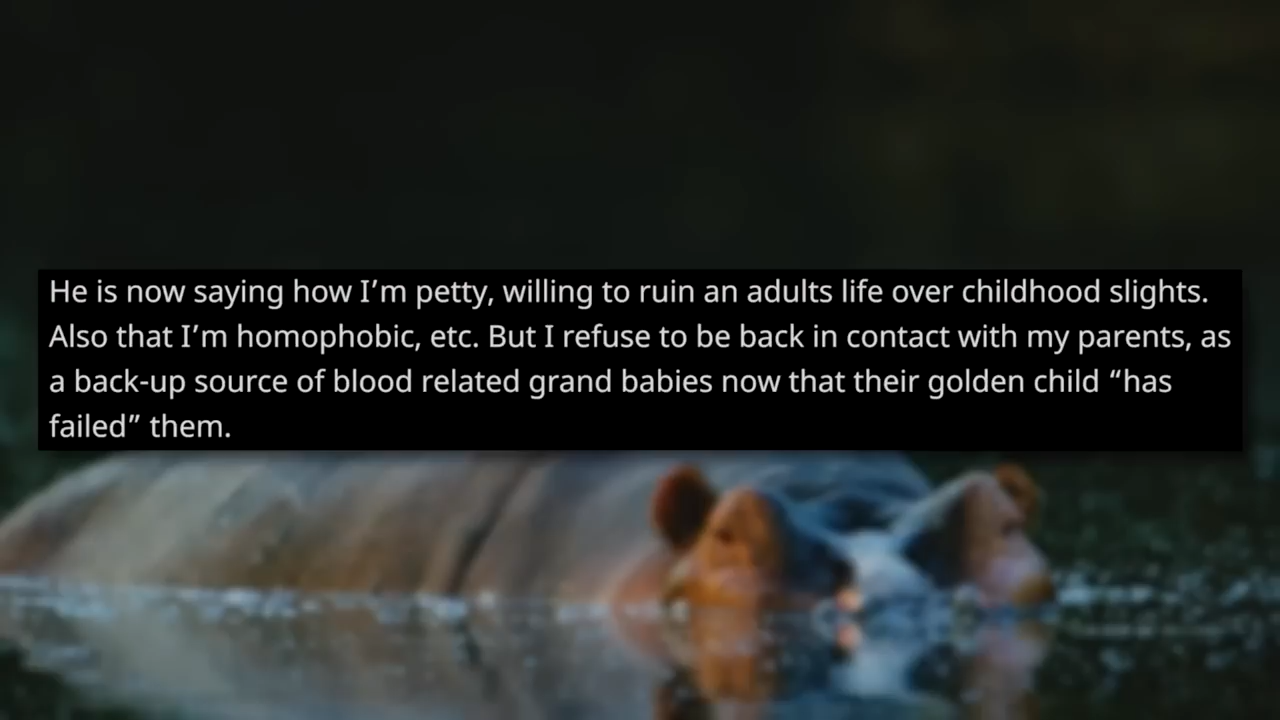 He is now saying how I’m petty, willing to ruin an adults life over childhood slights.
Also that I’m homophobic, etc. But I refuse to be back in contact with my parents, as
a back-up source of blood related grand babies now that their golden child “has
failed” them.